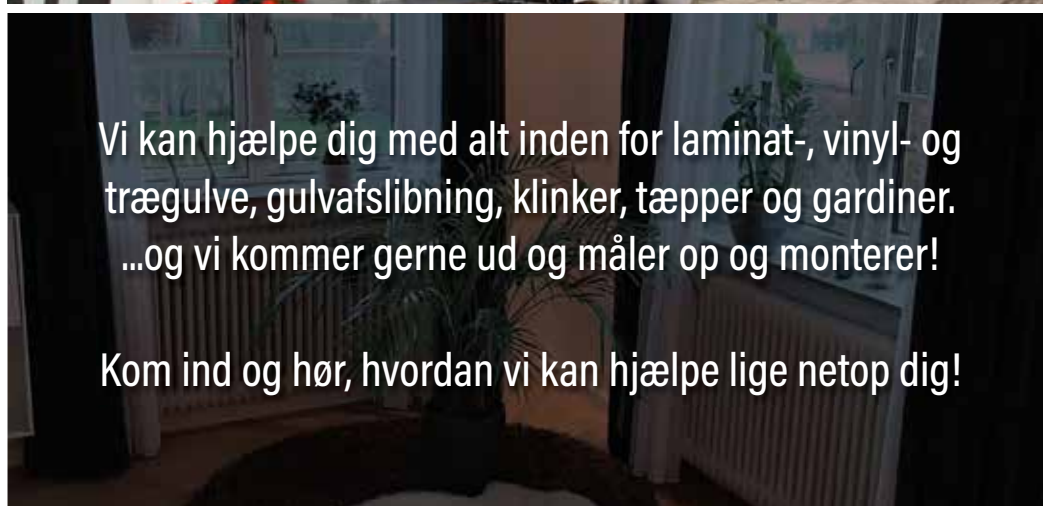 Vi kan hjælpe dig med alt inden for laminat-, vinyl- og
trægulve, gulvafslibning, klinker, tæpper og gardiner.
...og vi kommer gerne ud og måler op og monterer!
Kom ind og hør, hvordan vi kan hjælpe lige netop dig!